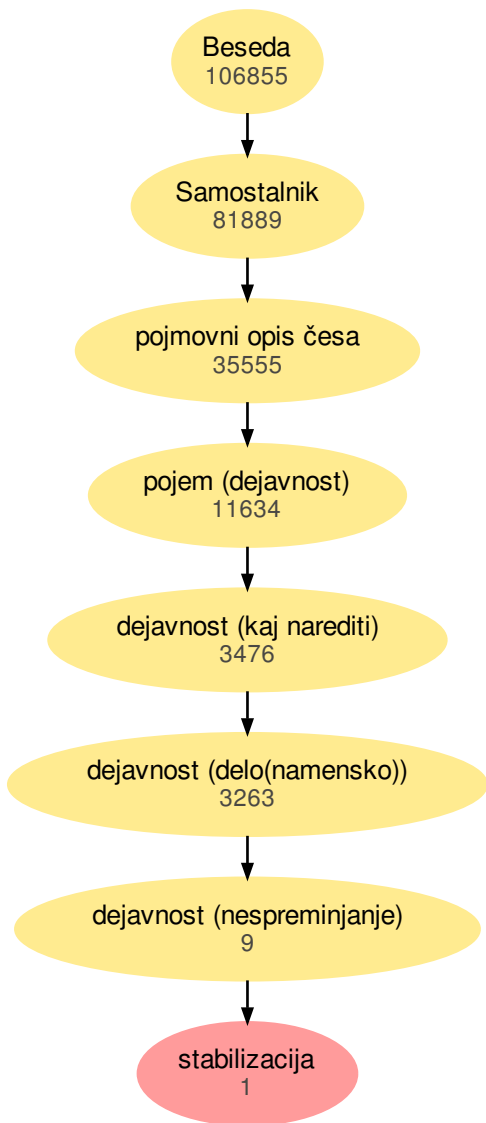 Beseda
106855
Samostalnik
81889
pojmovni opis česa
35555
pojem (dejavnost)
11634
dejavnost (kaj narediti)
3476
dejavnost (delo(namensko))
3263
dejavnost (nespreminjanje)
9
stabilizacija
1